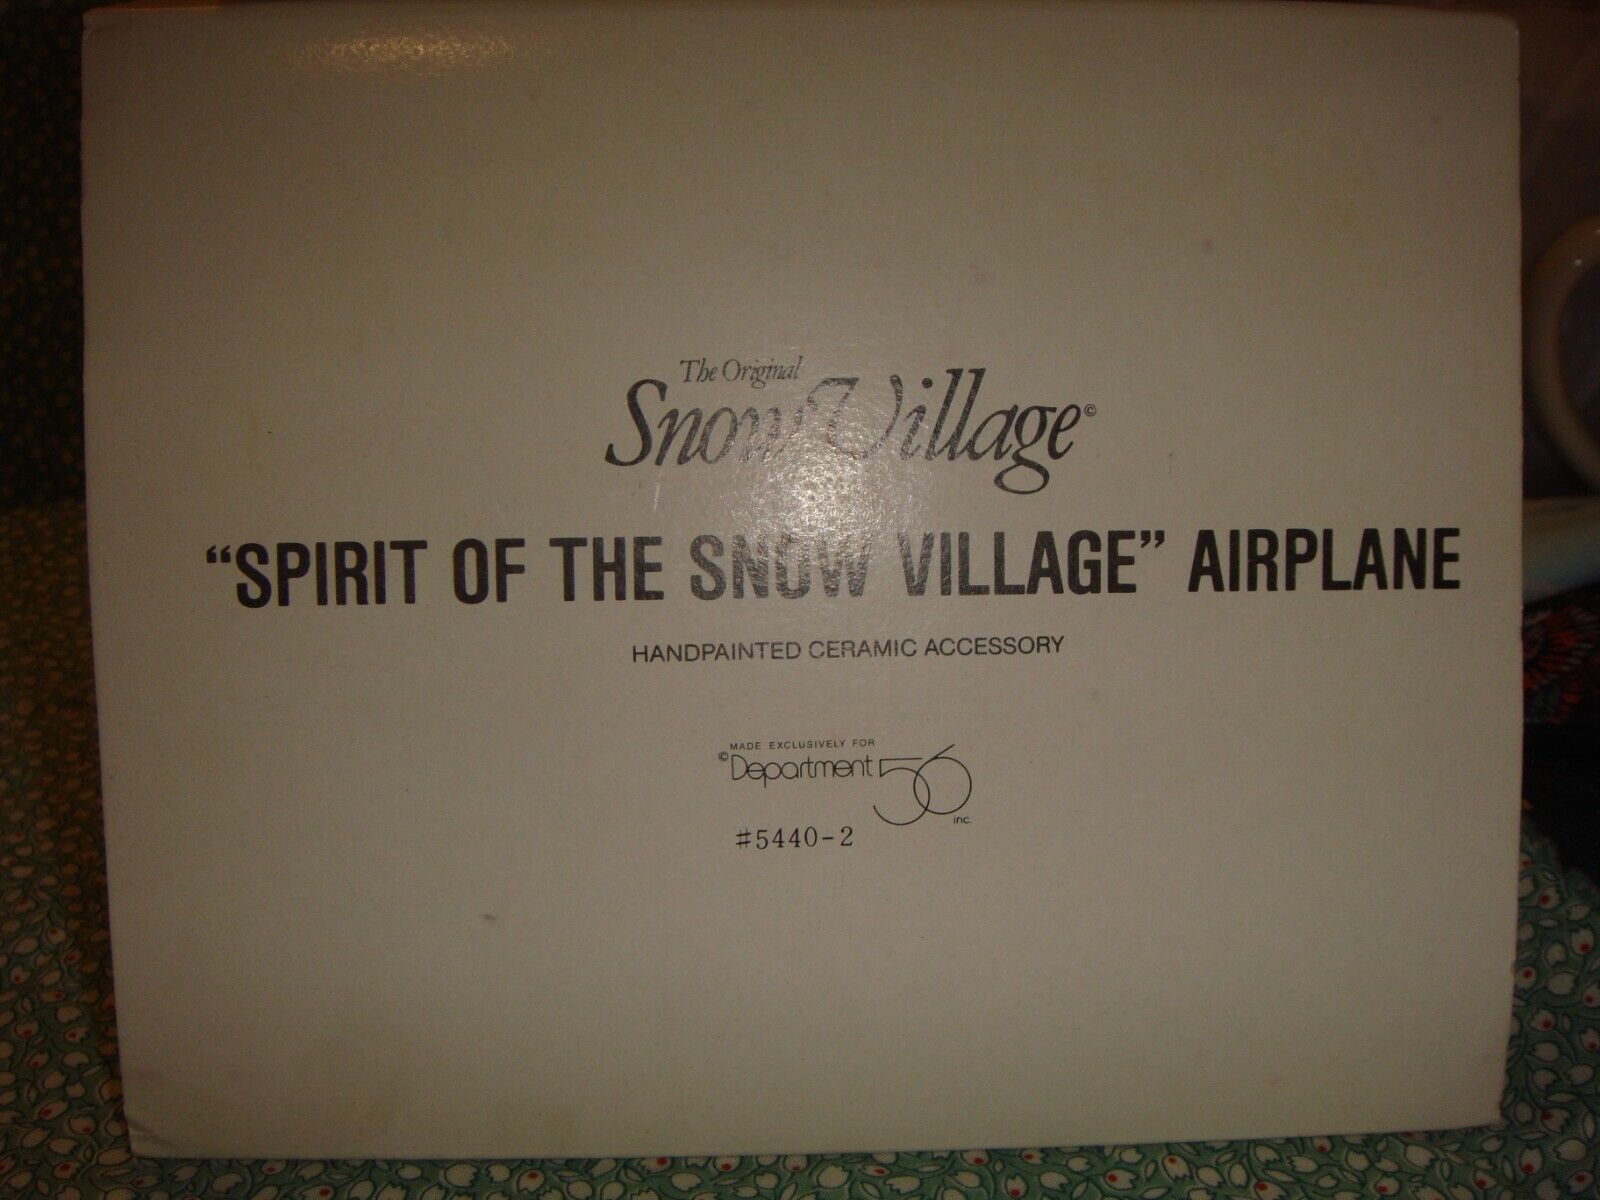 The Original
Snow Village©
“SPIRIT OF THE SNOW VILLAGE” AIRPLANE
HANDPAINTED CERAMIC ACCESSORY
MADE EXCLUSIVELY FOR
©Department 56 inc.
#5440-2